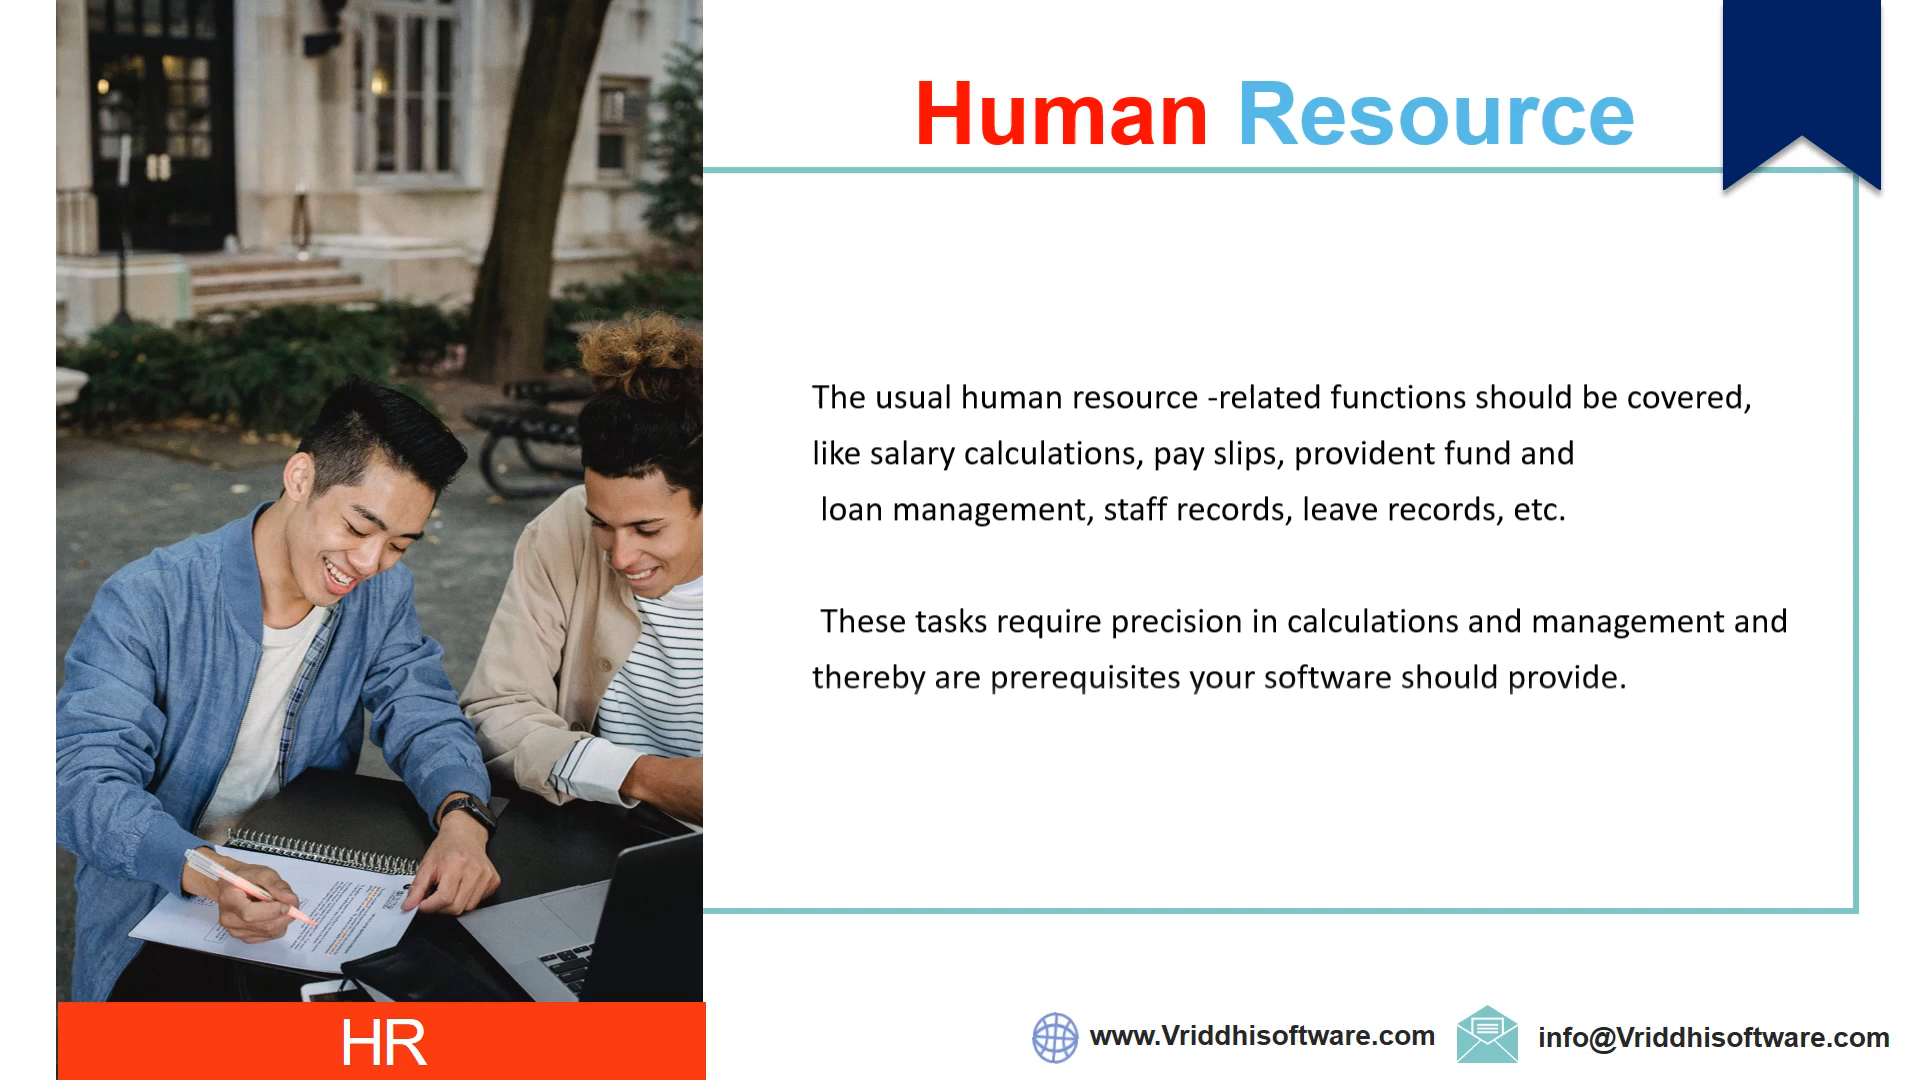 Human Resource
The usual human resource -related functions should be covered,
like salary calculations, pay slips, provident fund and
loan management, staff records, leave records, etc.
These tasks require precision in calculations and management and
thereby are prerequisites your software should provide.
HR
www.Vriddhisoftware.com
info@Vriddhisoftware.com